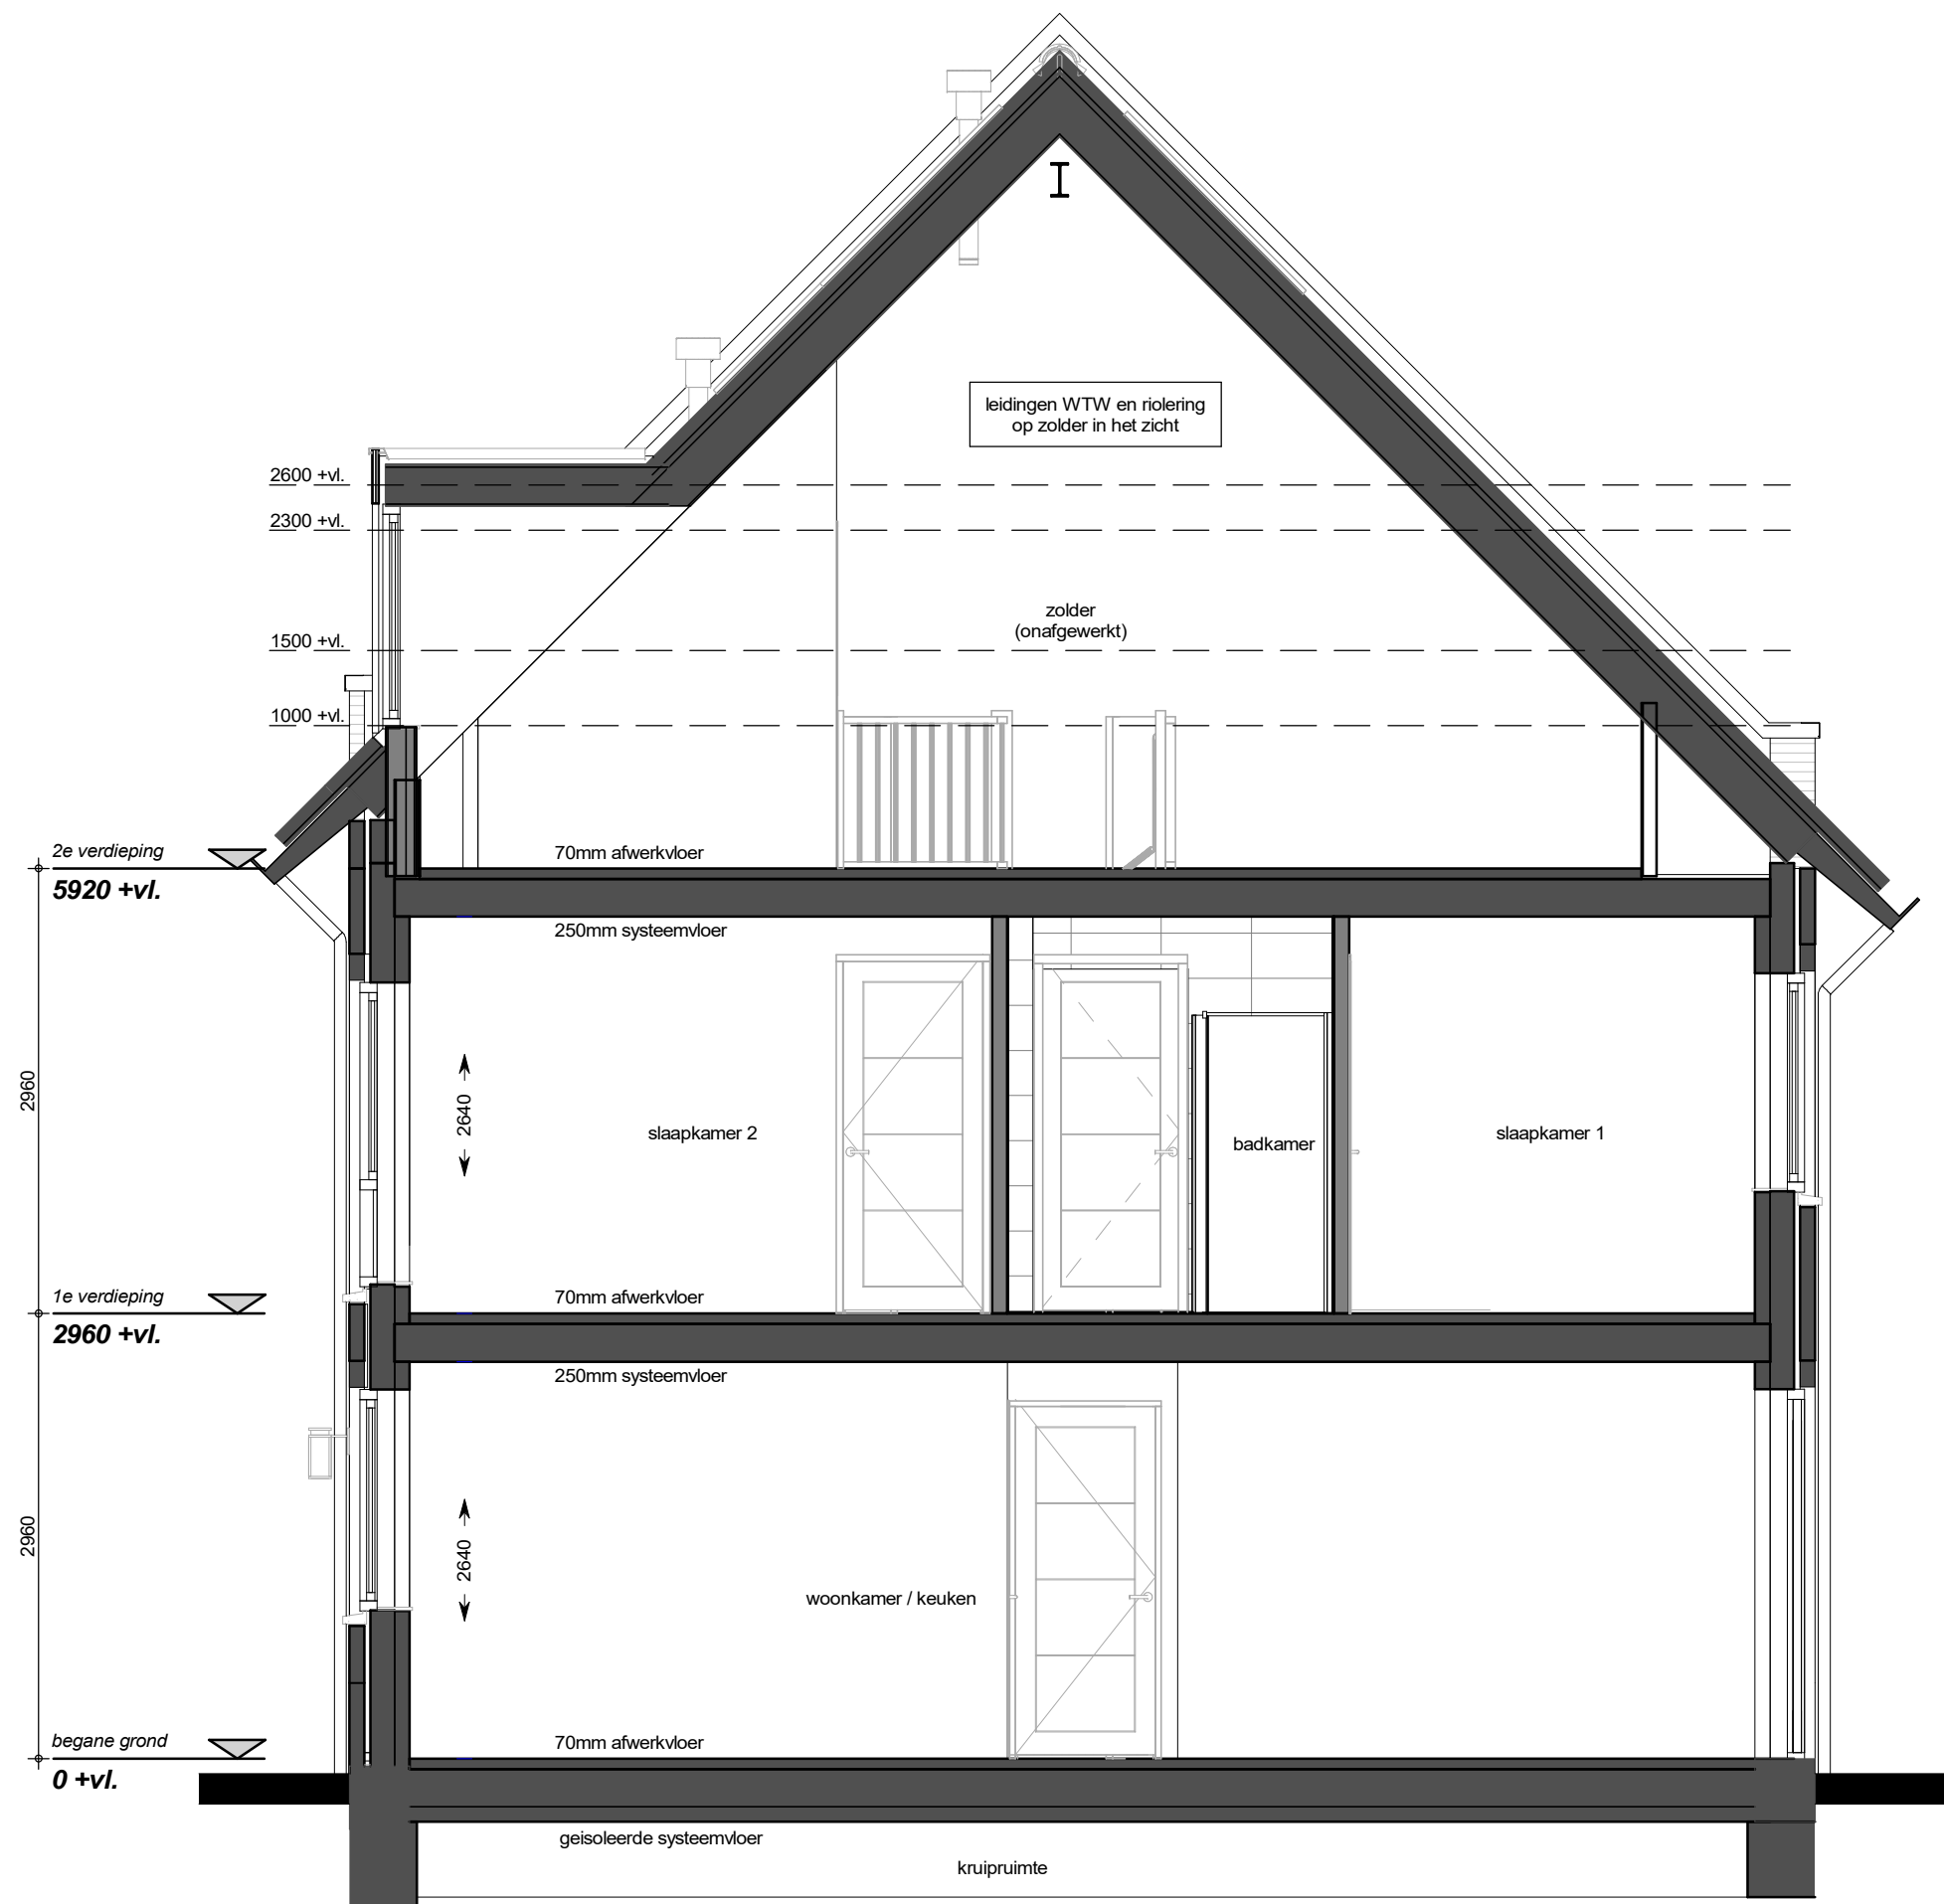 leidingen WTW en riolering
op zolder in het zicht
2600 +vl.
2300 +vl.
zolder
(onafgewerkt)
1500 +vl.
1000 +vl.
2e verdieping
5920 +vl.
70mm afwerkvloer
250mm systeemvloer
2960
2640
slaapkamer 2
badkamer
slaapkamer 1
1e verdieping
2960 +vl.
70mm afwerkvloer
250mm systeemvloer
2960
2640
woonkamer / keuken
begane grond
0 +vl.
70mm afwerkvloer
geisoleerde systeemvloer
kruipruimte